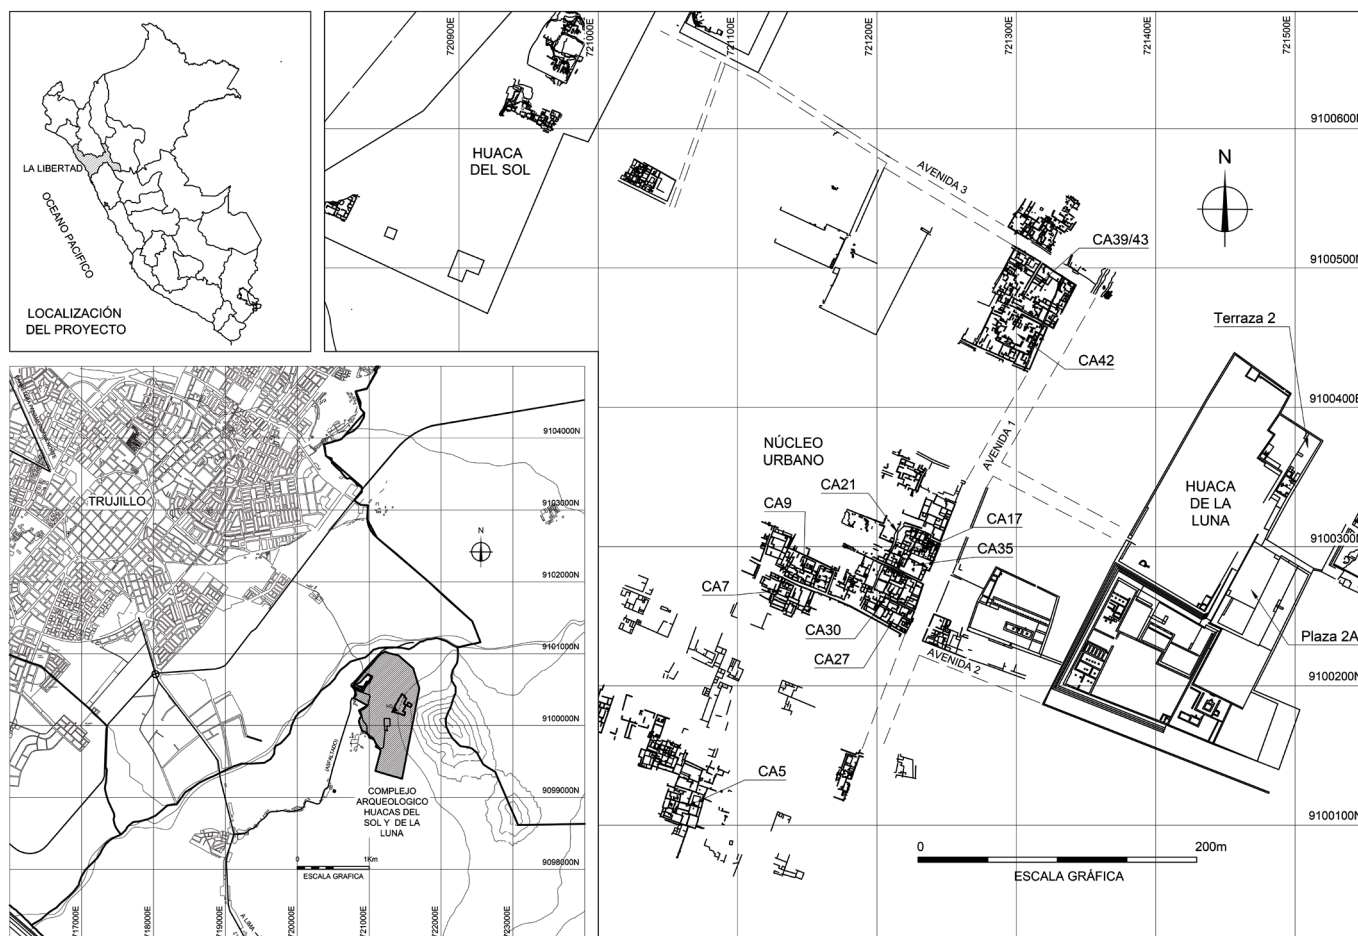 LA LIBERTAD
OCEANO PACIFICO
LOCALIZACIÓN
DEL PROYECTO
720900E
721000E
721100E
721200E
721300E
721400E
721500E
HUACA
DEL SOL
AVENIDA 3
N
9100600N
CA39/43
9100500N
Terraza 2
CA42
9100400E
AVENIDA 1
NÚCLEO
URBANO
CA21
CA9
CA17
CA35
HUACA
DE LA
LUNA
9100300N
CA7
CA30
CA27
AVENIDA 2
Plaza 2A
9100200N
CA5
9100100N
0
200m
ESCALA GRÁFICA
TRUJILLO
9104000N
9103000N
N
9102000N
9101000N
9100000N
(ASFALTADO)
9099000N
COMPLEJO
ARQUEOLOGICO
HUACAS DEL
SOL Y DE LA
LUNA
0
1Km
ESCALA GRAFICA
9098000N
A LIMA
717000E
718000E
719000E
720000E
721000E
722000E
723000E